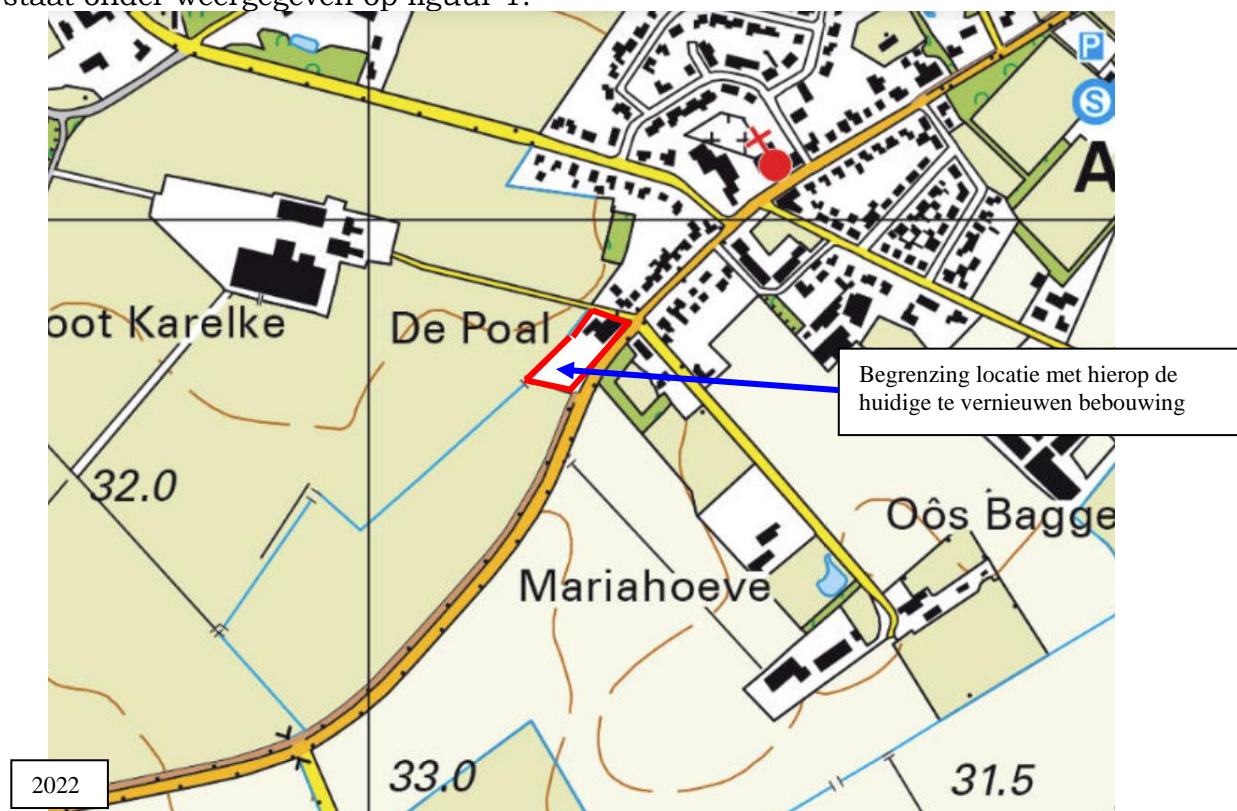 staat onder weergegeven op figuur 1.
P
S
A
oot Karelke
De Poal
Begrenzing locatie met hierop de
huidige te vernieuwen bebouwing
32.0
Oôs Bagge
Mariahoeve
2022
33.0
31.5